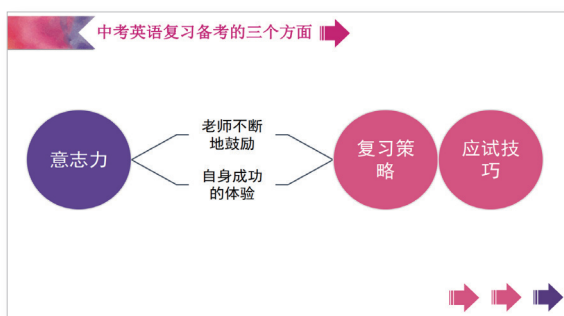 中考英语复习备考的三个方面
意志力
老师不断
地鼓励
自身成功
的体验
复习策
略
应试技
巧